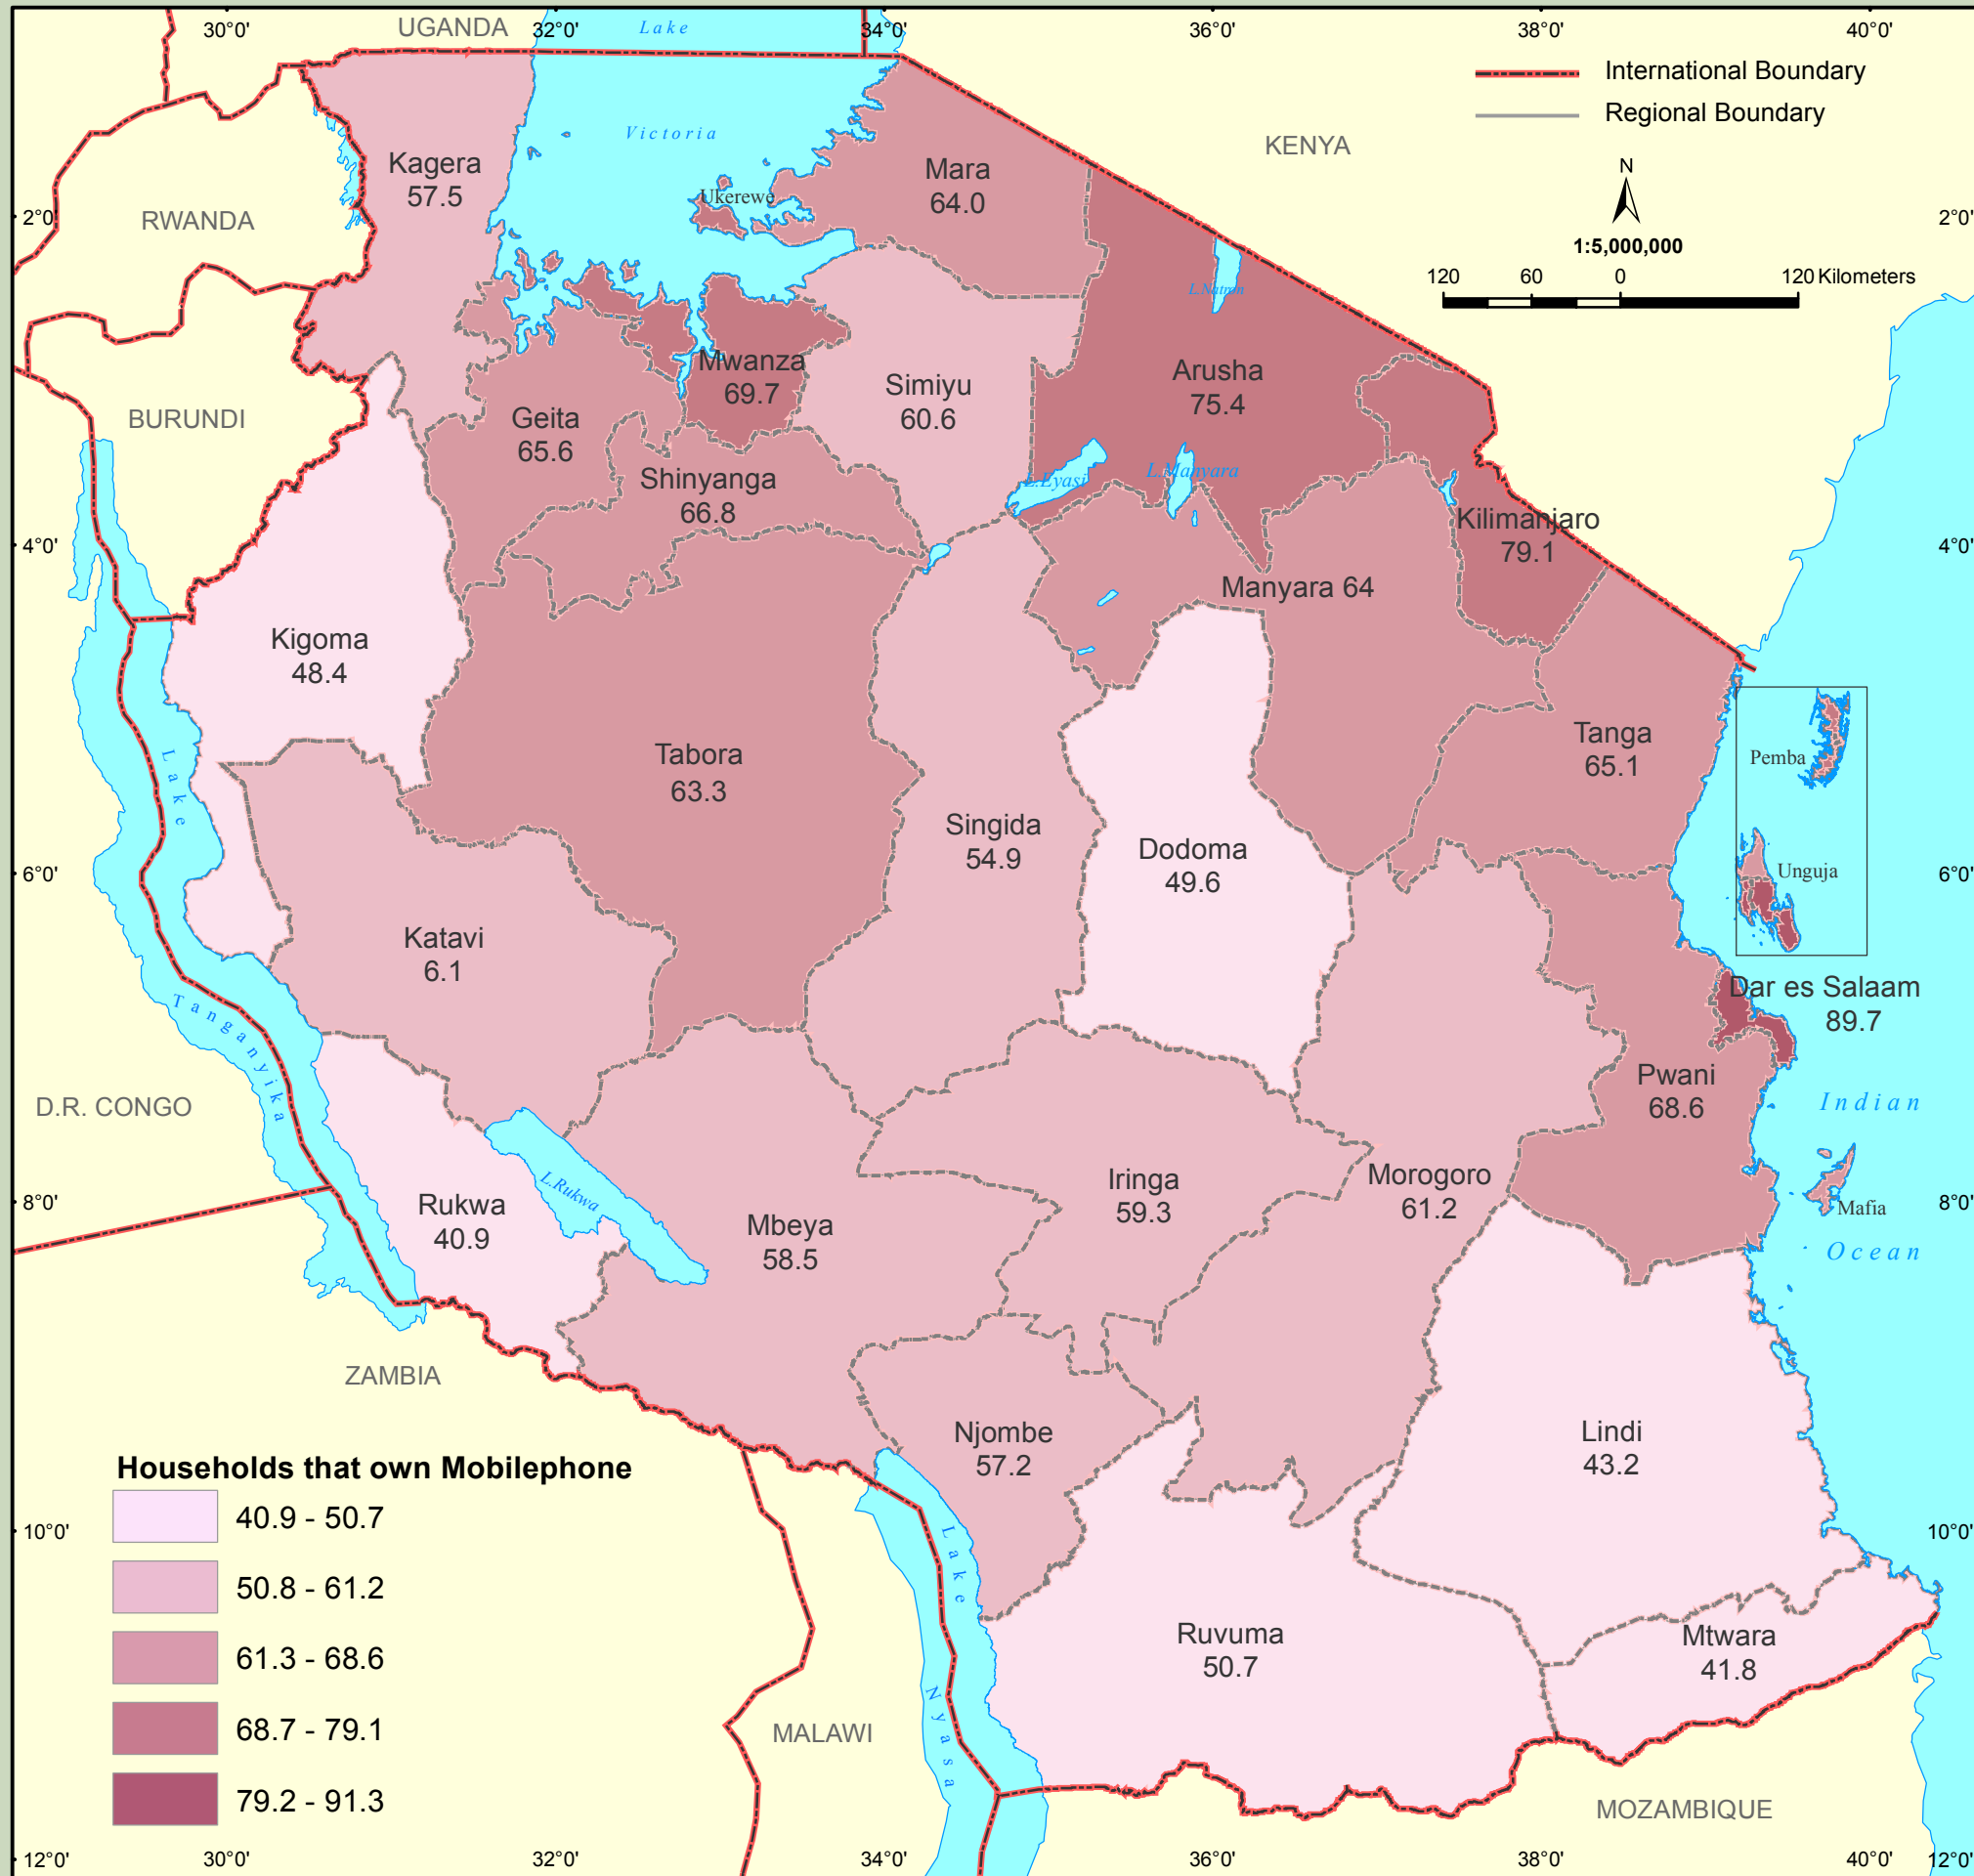 30°0'
32°0'
34°0'
36°0'
38°0'
40°0'
UGANDA
Lake
Victoria
International Boundary
Regional Boundary
KENYA
N
1:5,000,000
120 60 0 120 Kilometers
2°0'
2°0'
RWANDA
Kagera
57.5
Mara
64.0
Ukerewe
L.Natron
BURUNDI
Mwanza
69.7
Simiyu
60.6
Arusha
75.4
Geita
65.6
Shinyanga
66.8
L.Eyasi
L.Manyara
Kilimanjaro
79.1
4°0'
4°0'
Manyara 64
Kigoma
48.4
Tabora
63.3
Tanga
65.1
Pemba
Unguja
Singida
54.9
Dodoma
49.6
6°0'
6°0'
Katavi
6.1
Dar es Salaam
89.7
Lake
Tanganyika
D.R. CONGO
Pwani
68.6
Indian
Ocean
Mafia
8°0'
8°0'
Rukwa
40.9
L.Rukwa
Mbeya
58.5
Iringa
59.3
Morogoro
61.2
ZAMBIA
Njombe
57.2
Lindi
43.2
Households that own Mobilephone
40.9 - 50.7
50.8 - 61.2
61.3 - 68.6
68.7 - 79.1
79.2 - 91.3
10°0'
10°0'
Lake
Nyasa
Ruvuma
50.7
Mtwara
41.8
MALAWI
MOZAMBIQUE
12°0'
30°0'
32°0'
34°0'
36°0'
38°0'
40°0'
12°0'